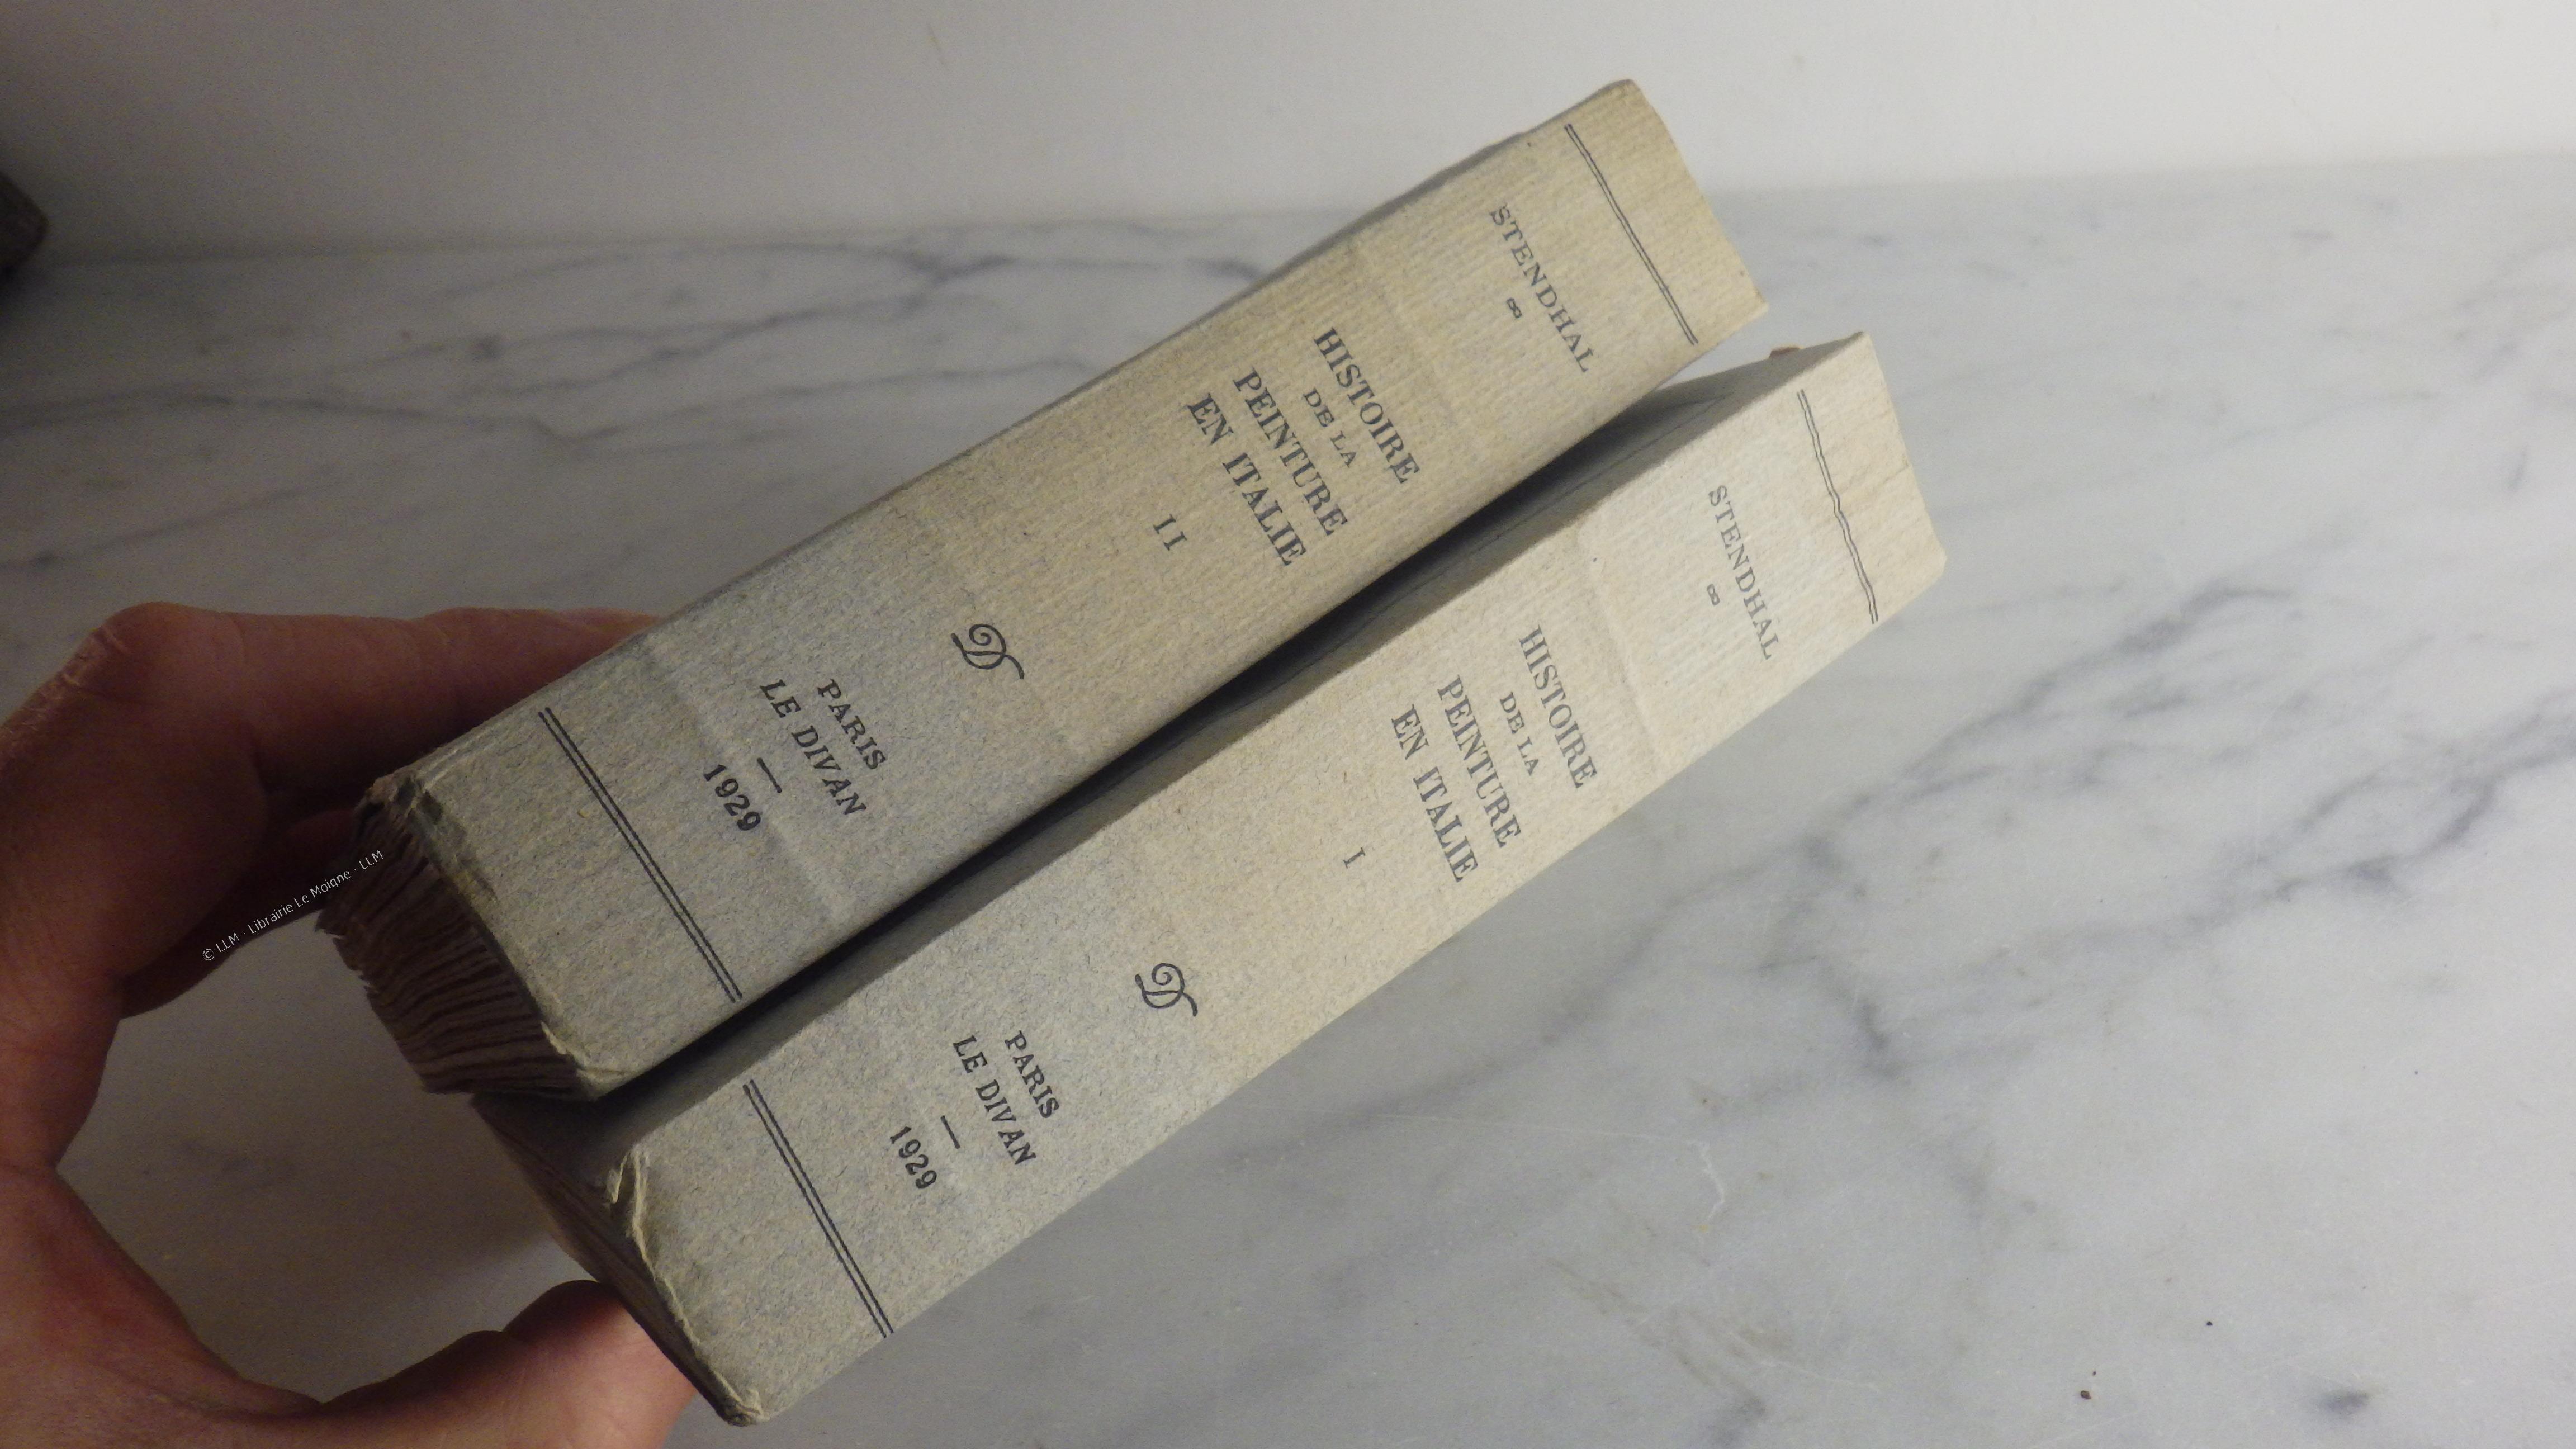 STENDHAL
∞
HISTOIRE
DE LA
PEINTURE
EN ITALIE
II
D
PARIS
LE DIVAN
1929
STENDHAL
∞
HISTOIRE
DE LA
PEINTURE
EN ITALIE
I
D
PARIS
LE DIVAN
1929
© LLM - Librairie Le Moigne - LLM